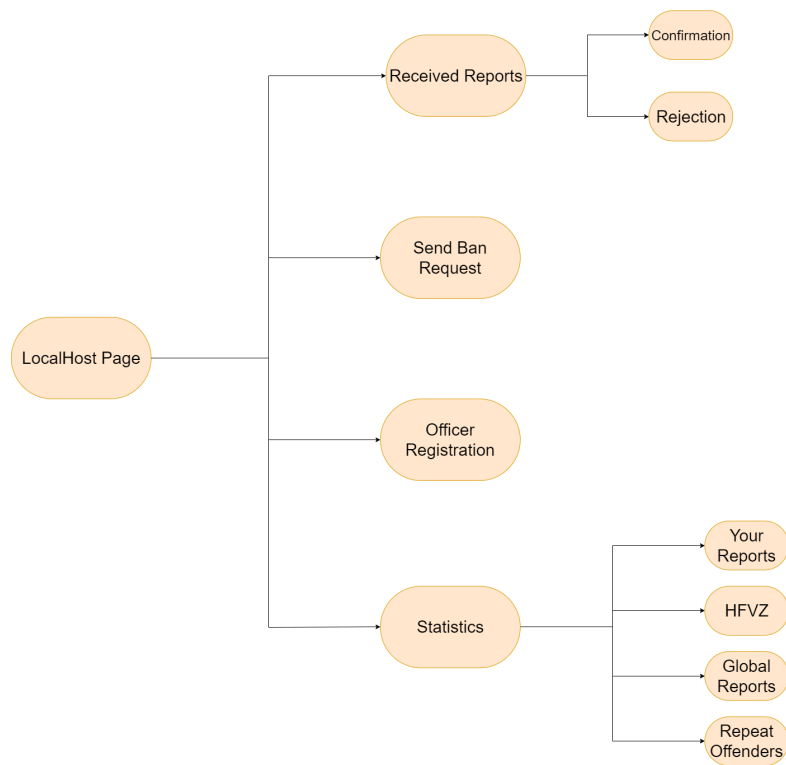 Confirmation
Received Reports
Rejection
Send Ban
Request
LocalHost Page
Officer
Registration
Your
Reports
HFVZ
Statistics
Global
Reports
Repeat
Offenders